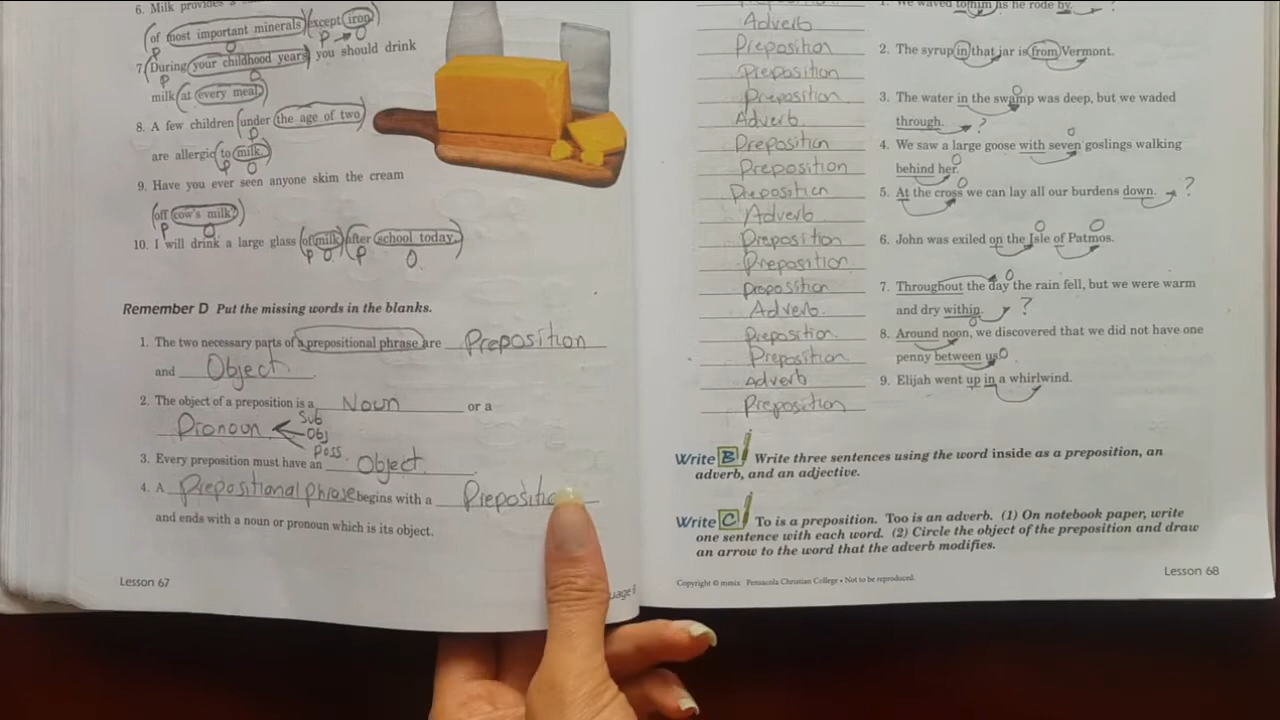 6. Milk provides
of most important minerals except iron
P O P O
7. During your childhood years, you should drink
P O
milk at every meal.
8. A few children under the age of two
P
are allergic to milk.
P O
9. Have you ever seen anyone skim the cream
off cow's milk?
P O
10. I will drink a large glass of milk after school today.
P O P O
Remember D Put the missing words in the blanks.
1. The two necessary parts of a prepositional phrase are Preposition
and Object
2. The object of a preposition is a Noun or a
Pronoun Sub
Obj
Poss.
3. Every preposition must have an Object.
4. A Prepositional phrase begins with a Prepositio
and ends with a noun or pronoun which is its object.
Lesson 67
Adverb
Preposition
Preposition
Preposition
Adverb.
Preposition
Preposition
Preposition
Adverb
Preposition
Preposition
Preposition
Adverb.
Preposition
Preposition
Adverb
Preposition
1. We waved to him as he rode by. ?
2. The syrup in that jar is from Vermont.
O
3. The water in the swamp was deep, but we waded
through. ?
O
4. We saw a large goose with seven goslings walking
O
behind her.
O
5. At the cross we can lay all our burdens down. ?
O O
6. John was exiled on the Isle of Patmos.
O
7. Throughout the day the rain fell, but we were warm
and dry within. ?
O
8. Around noon, we discovered that we did not have one
penny between us. O
9. Elijah went up in a whirlwind.
Write B Write three sentences using the word inside as a preposition, an
adverb, and an adjective.
Write C To is a preposition. Too is an adverb. (1) On notebook paper, write
one sentence with each word. (2) Circle the object of the preposition and draw
an arrow to the word that the adverb modifies.
Copyright © mmix Pensacola Christian College • Not to be reproduced.
Lesson 68